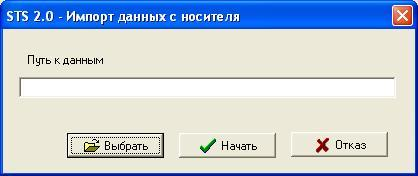 STS 2.0 - Импорт данных с носителя
Путь к данным
Выбрать Начать Отказ